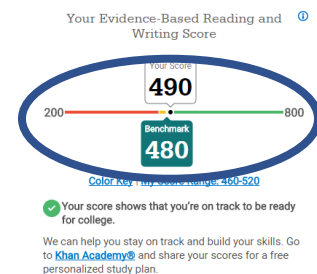 Your Evidence-Based Reading and
Writing Score
Your Score
490
200
800
Benchmark
480
Color Key | My Score Range: 460-520
Your score shows that you're on track to be ready
for college.
We can help you stay on track and build your skills. Go
to Khan Academy® and share your scores for a free
personalized study plan.